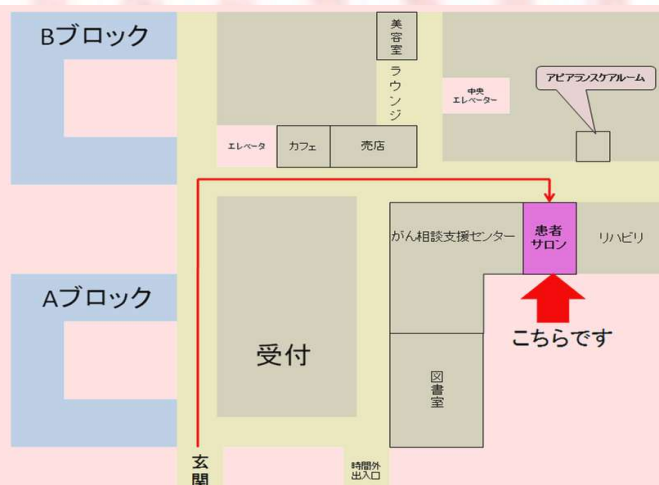 Bブロック
美容室
ラウンジ
中央
エレベーター
アピアランスケアルーム
エレベータ
カフェ
売店
がん相談支援センター
患者
サロン
リハビリ
Aブロック
受付
こちらです
図書室
玄関
時間外
出入口